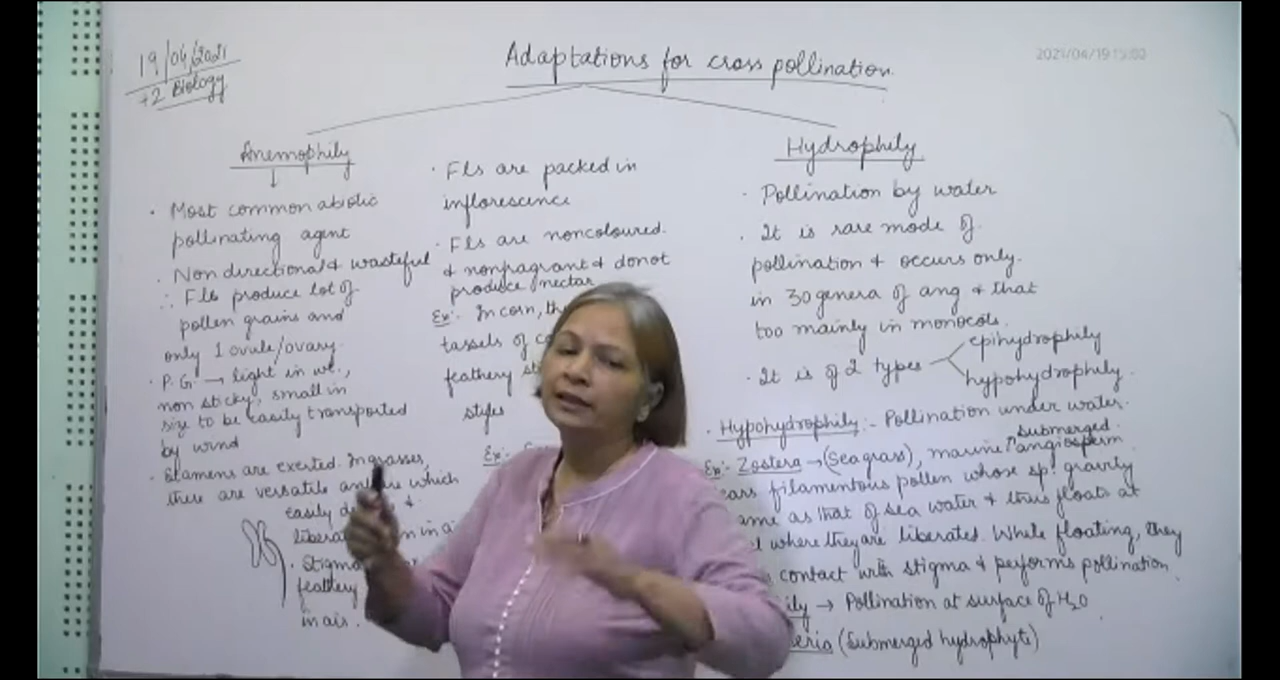 19/04/2021
+2 Biology
2021/04/19 15:00
Adaptations for cross pollination
Anemophily
· Most common abiotic
pollinating agent
· Non directional & wasteful
∴ Fls produce lot of
pollen grains and
only 1 ovule/ovary.
· P.G. → light in wt.,
non sticky, small in
size to be easily transported
by wind
· Stamens are exerted. In grasses,
there are versatile which
easily &
in a
· Stigma
feathery
in air.
· Fls are packed in
inflorescence
· Fls are noncoloured.
& nonfragrant & donot
produce nectar
Ex:- In corn,
tassels of
feathery
styles
Ex:-
Hydrophily
· Pollination by water
· It is rare mode of
pollination & occurs only.
in 30 genera of ang & that
too mainly in monocots.
· It is of 2 types
epihydrophily
hypohydrophily.
· Hypohydrophily:- Pollination under water.
submerged
Ex:- Zostera → (Seagrass), marine angiosperm
filamentous pollen whose sp. gravity
as that of sea water & thus floats at
where they are liberated. While floating, they
contact with stigma & performs pollination.
→ Pollination at surface of H2O
(Submerged hydrophyte)